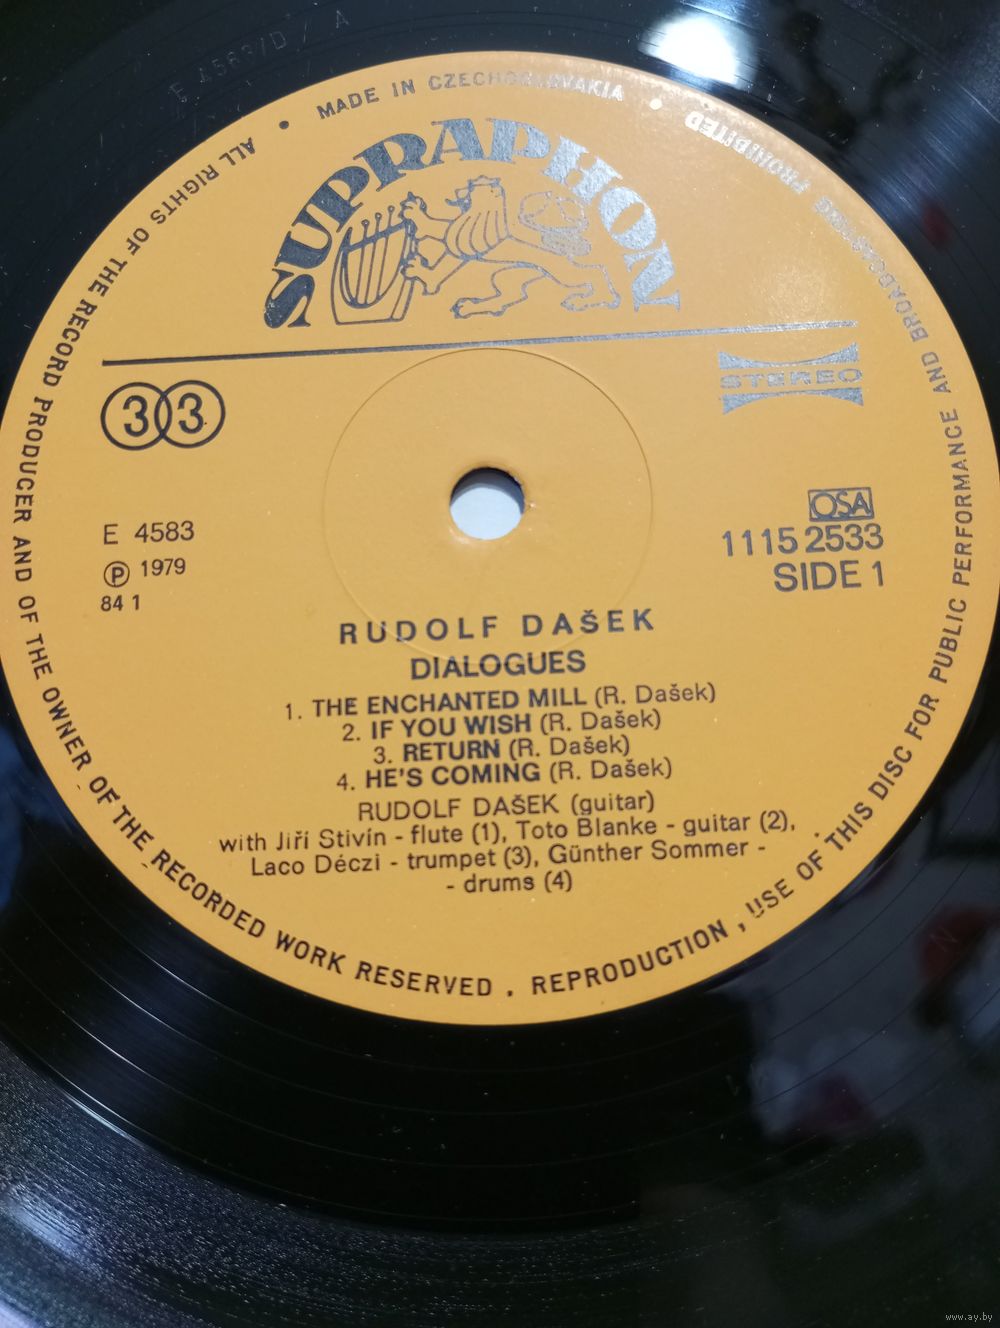 E 4583/D / A
MADE IN CZECHOSLOVAKIA
ALL RIGHTS OF THE RECORD PRODUCER AND OF THE OWNER OF THE RECORDED WORK RESERVED . REPRODUCTION , USE OF THIS DISC FOR PUBLIC PERFORMANCE AND BROADCASTING PROHIBITED
SUPRAPHON
33
STEREO
E 4583
Ⓟ 1979
84 1
OSA
1115 2533
SIDE 1
RUDOLF DAŠEK
DIALOGUES
1. THE ENCHANTED MILL (R. Dašek)
2. IF YOU WISH (R. Dašek)
3. RETURN (R. Dašek)
4. HE'S COMING (R. Dašek)
RUDOLF DAŠEK (guitar)
with Jiří Stivín - flute (1), Toto Blanke - guitar (2),
Laco Déczi - trumpet (3), Günther Sommer -
- drums (4)
www.ay.by